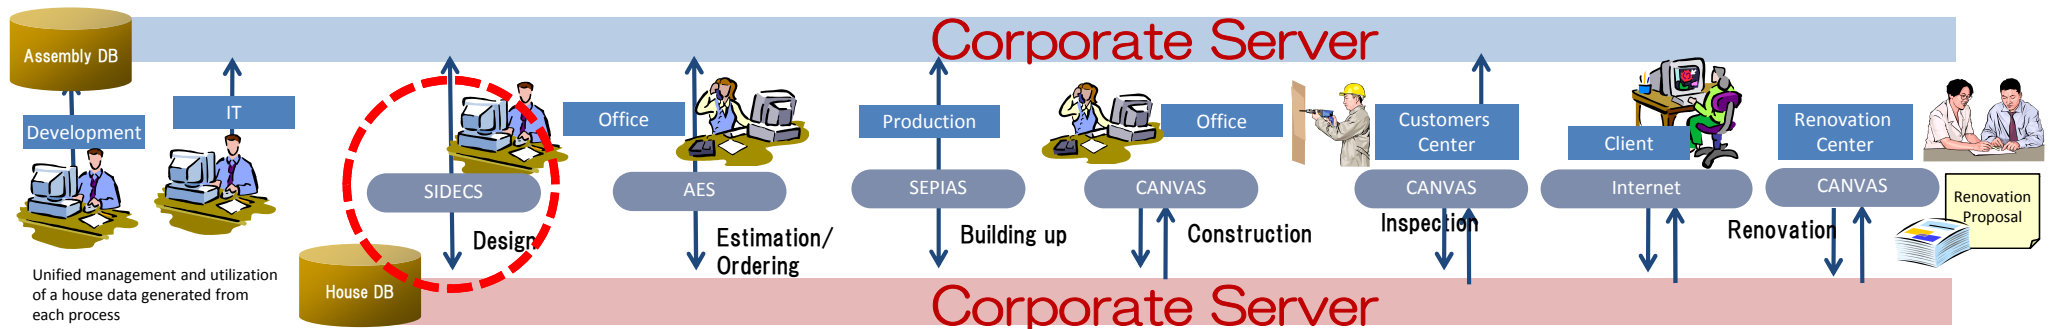 Corporate Server
Assembly DB
Development
IT
Office
Production
Office
Customers
Center
Client
Renovation
Center
SIDECS
AES
SEPIAS
CANVAS
CANVAS
Internet
CANVAS
Renovation
Proposal
Design
Estimation/
Ordering
Building up
Construction
Inspection
Renovation
Unified management and utilization
of a house data generated from
each process
House DB
Corporate Server